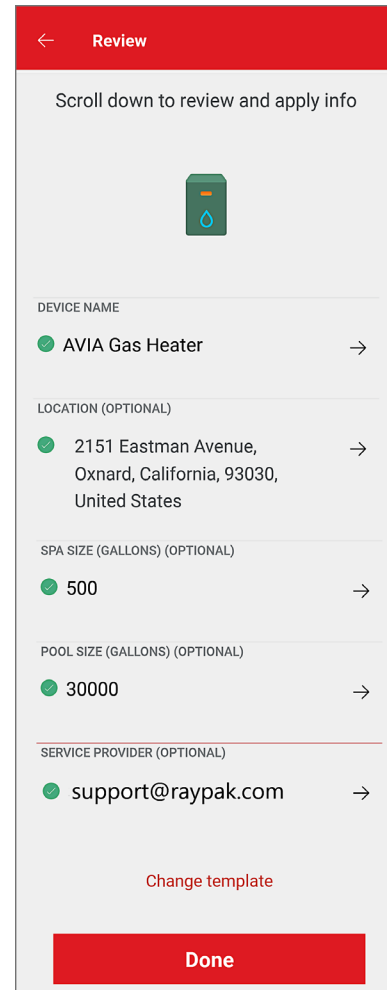 Review
Scroll down to review and apply info
DEVICE NAME
AVIA Gas Heater
LOCATION (OPTIONAL)
2151 Eastman Avenue,
Oxnard, California, 93030,
United States
SPA SIZE (GALLONS) (OPTIONAL)
500
POOL SIZE (GALLONS) (OPTIONAL)
30000
SERVICE PROVIDER (OPTIONAL)
support@raypak.com
Change template
Done